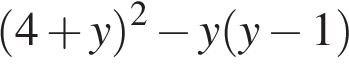 (4 + y)² − y(y − 1)